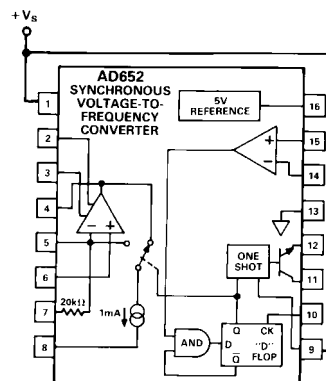 + VS
AD652
SYNCHRONOUS
VOLTAGE-TO-
FREQUENCY
CONVERTER
5V
REFERENCE
1
2
3
4
5
6
7
8
16
15
14
13
12
11
10
9
+
−
− +
20kΩ
1mA
ONE
SHOT
AND
Q CK
D "D"
Q̅ FLOP